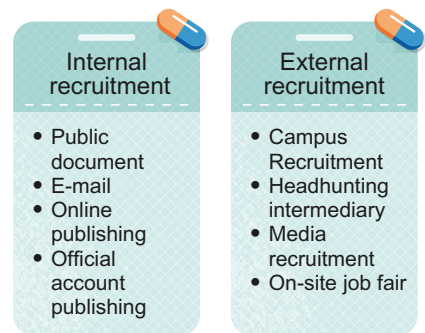 Internal
recruitment
• Public
document
• E-mail
• Online
publishing
• Official
account
publishing
External
recruitment
• Campus
Recruitment
• Headhunting
intermediary
• Media
recruitment
• On-site job fair